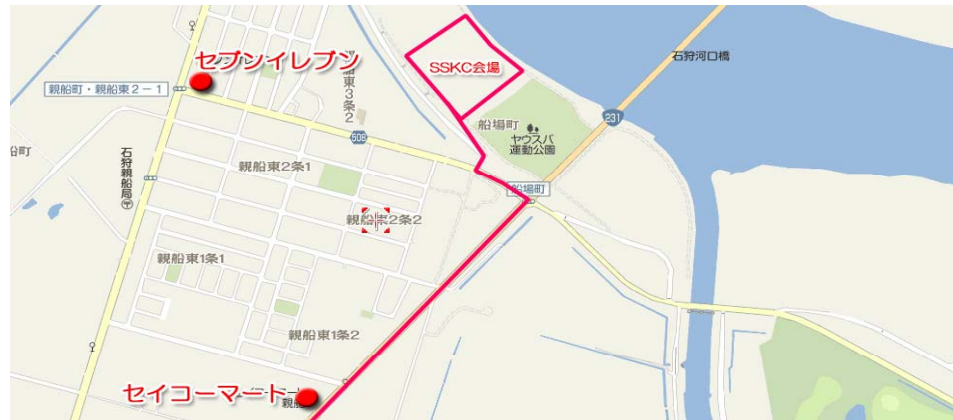 セブンイレブン
SSKC会場
石狩河口橋
231
親船町・親船東2-1
親船東3条2
508
船場町
ヤウスバ
運動公園
親船東2条1
石狩親船局
船場町
親船東2条2
親船東1条1
親船東1条2
セイコーマート